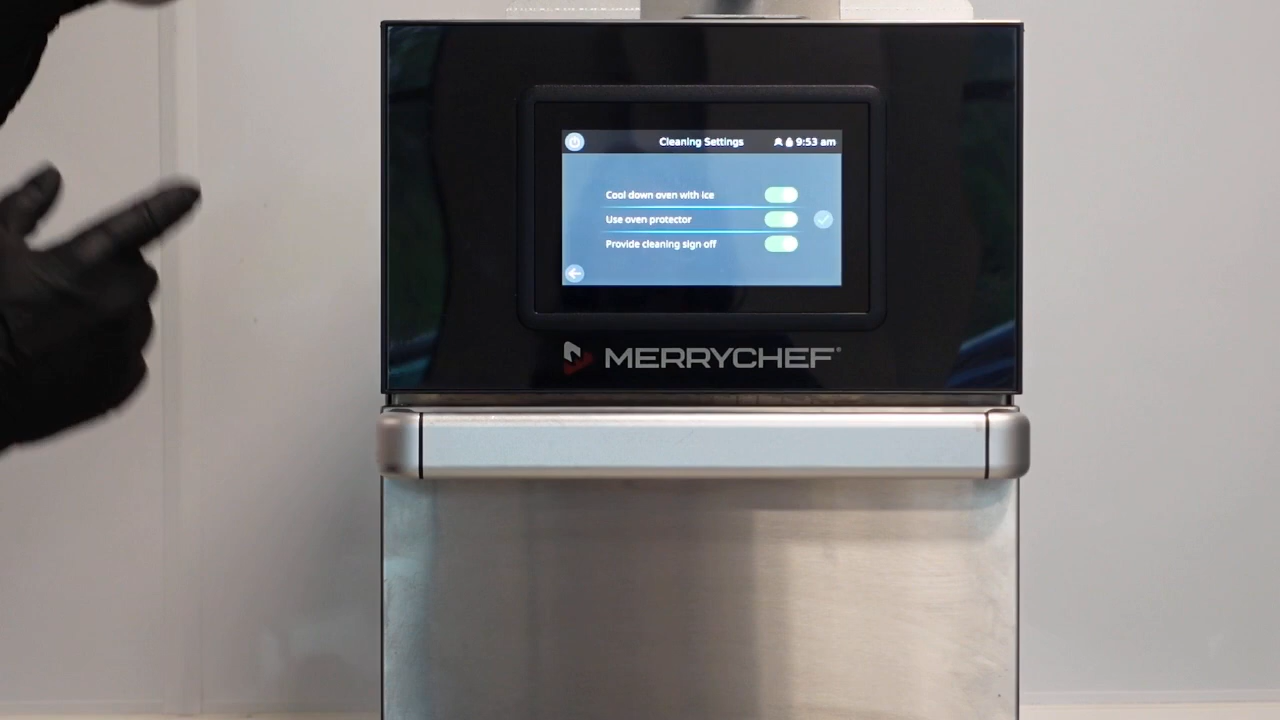 Cleaning Settings
9:53 am
Cool down oven with ice
Use oven protector
Provide cleaning sign off
MERRYCHEF®